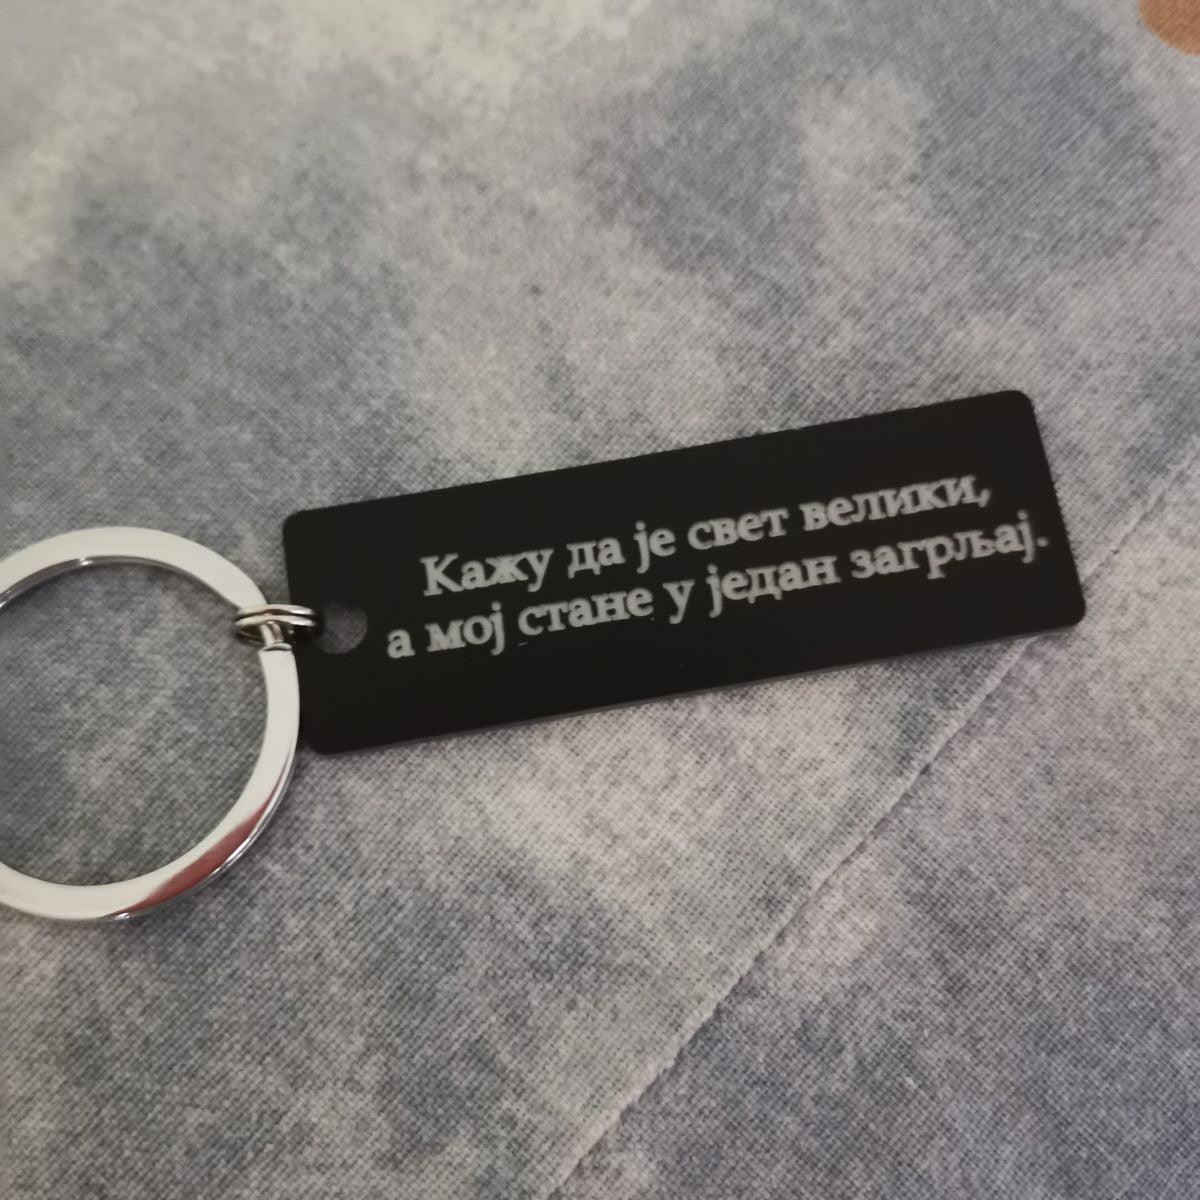 Кажу да је свет велики,
а мој стане у један загрљај.